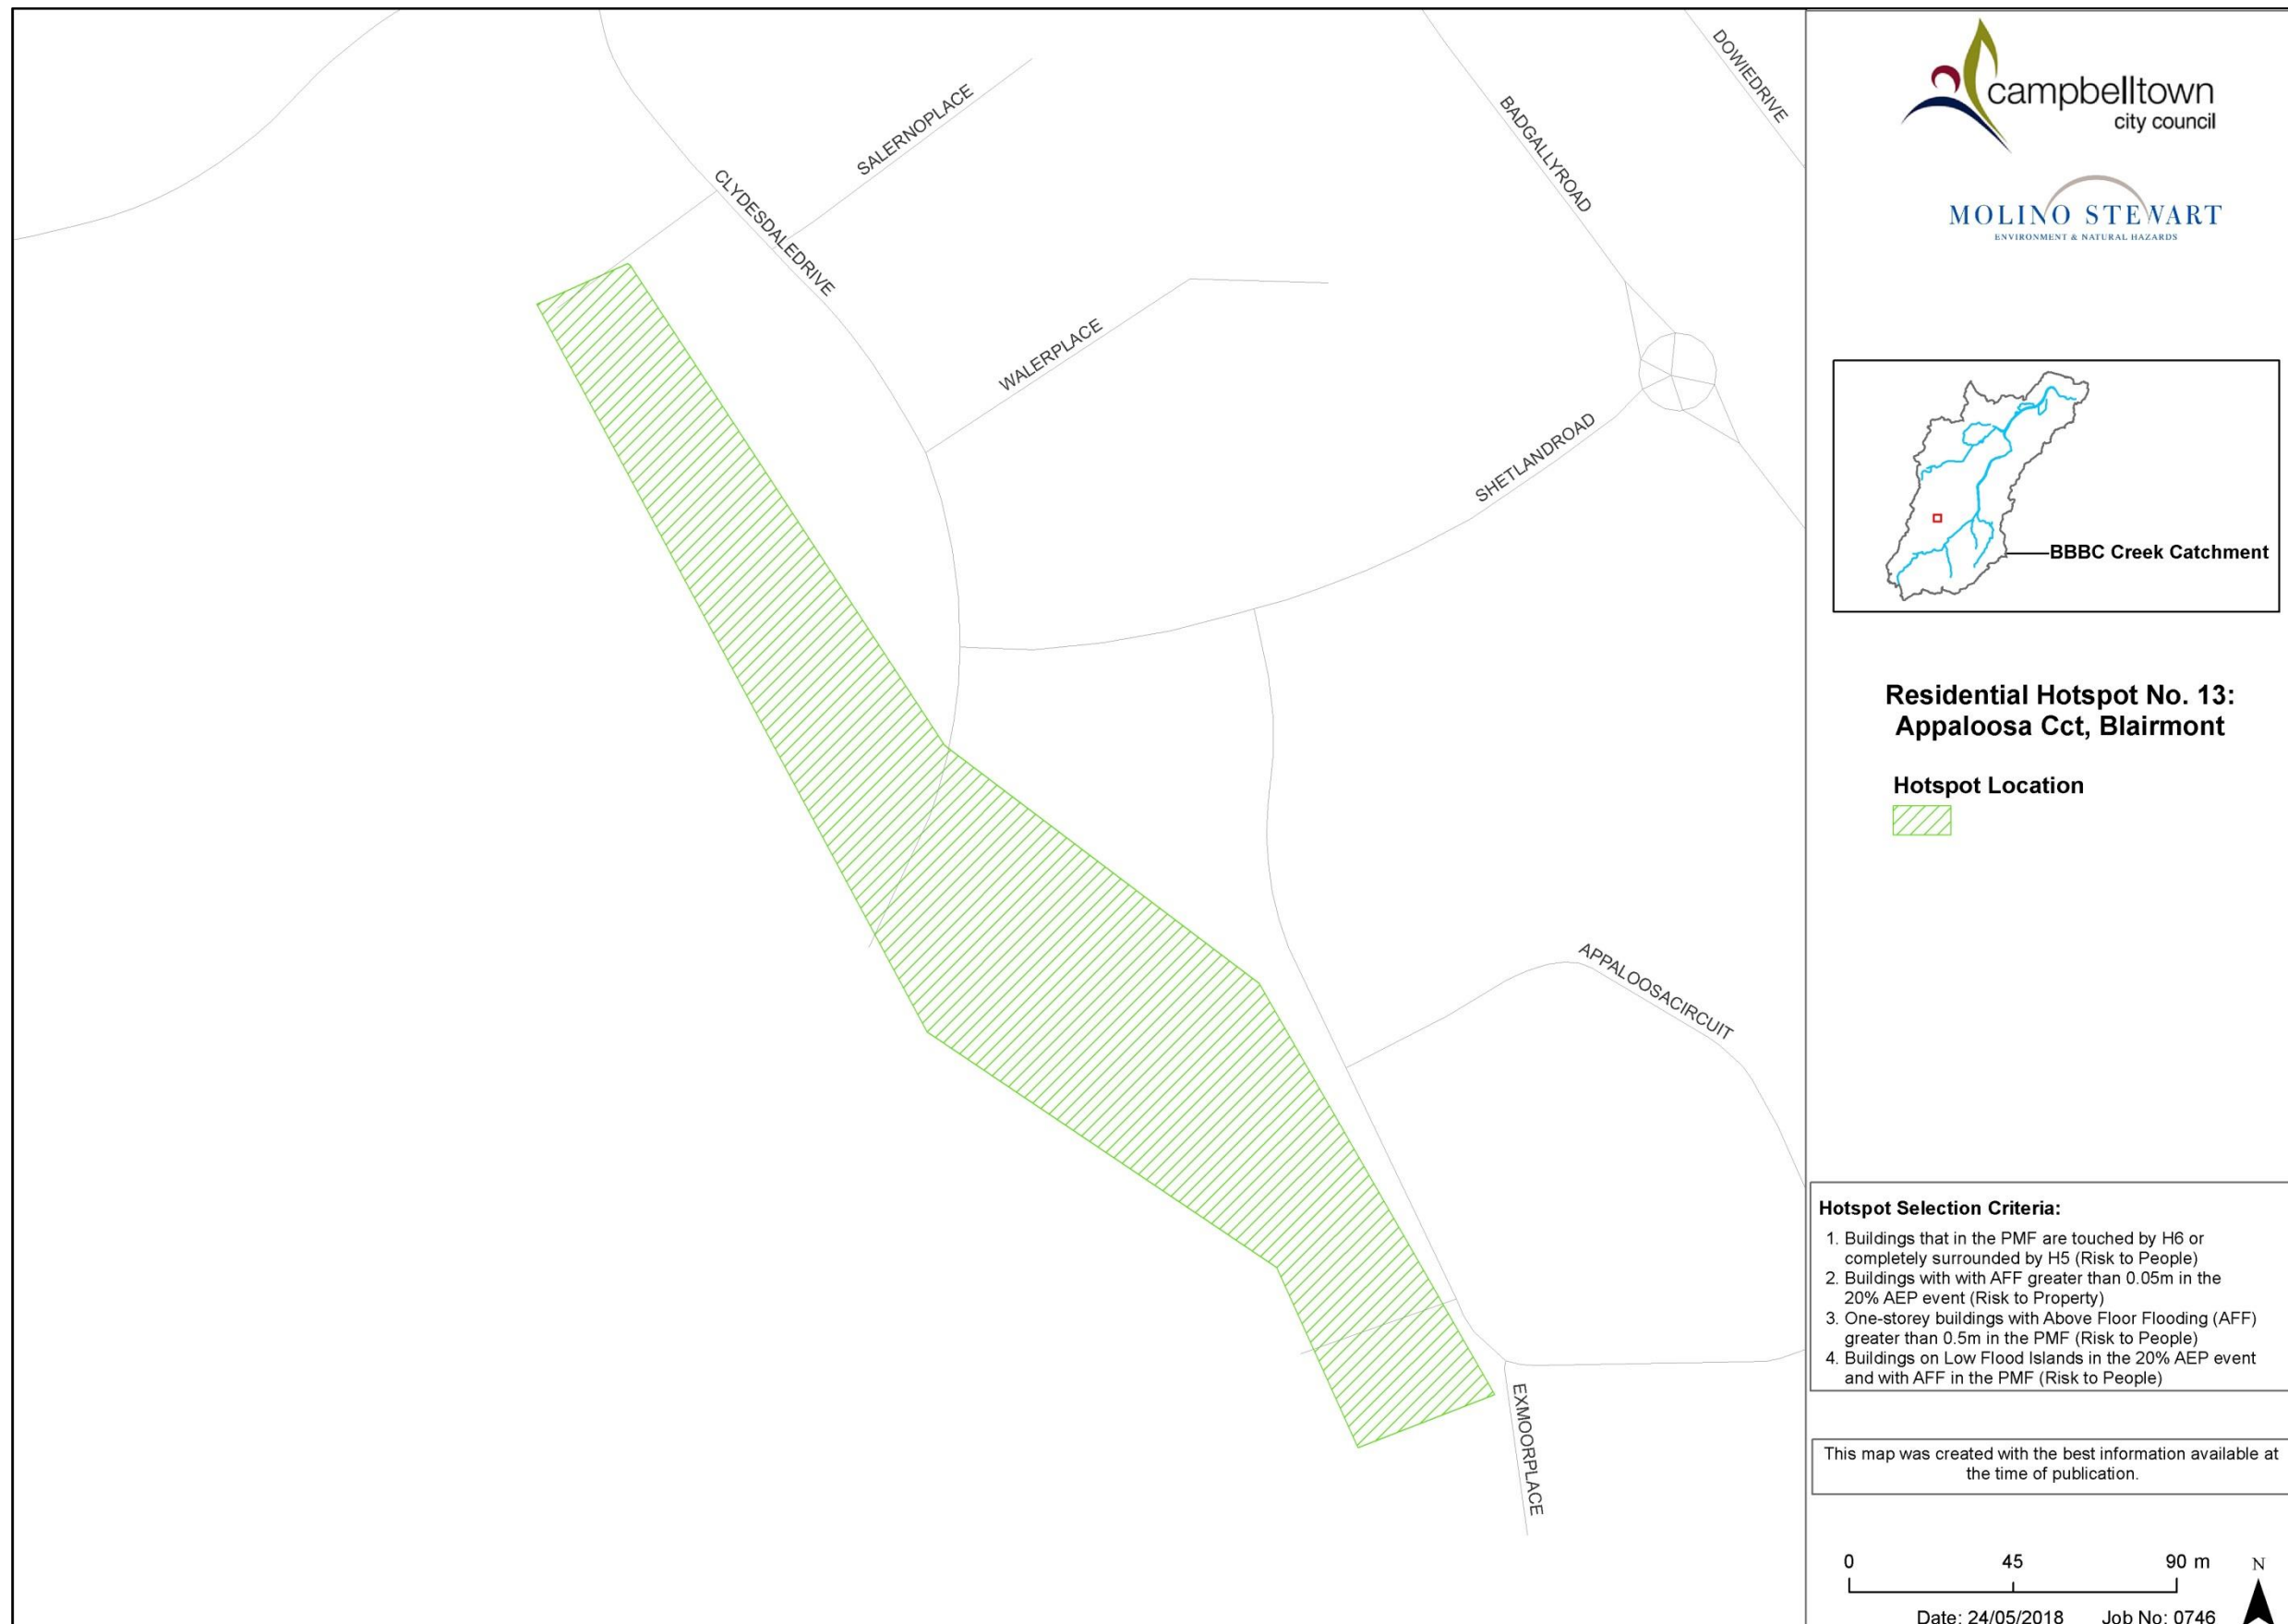 SALERNOPLACE
CLYDESDALEDRIVE
WALERPLACE
BADGALLYROAD
DOWIEDRIVE
SHETLANDROAD
APPALOOSACIRCUIT
EXMOORPLACE
campbelltown
city council
MOLINO STEWART
ENVIRONMENT & NATURAL HAZARDS
BBBC Creek Catchment
Residential Hotspot No. 13:
Appaloosa Cct, Blairmont
Hotspot Location
Hotspot Selection Criteria:
1. Buildings that in the PMF are touched by H6 or
completely surrounded by H5 (Risk to People)
2. Buildings with with AFF greater than 0.05m in the
20% AEP event (Risk to Property)
3. One-storey buildings with Above Floor Flooding (AFF)
greater than 0.5m in the PMF (Risk to People)
4. Buildings on Low Flood Islands in the 20% AEP event
and with AFF in the PMF (Risk to People)
This map was created with the best information available at
the time of publication.
0 45 90 m N
Date: 24/05/2018 Job No: 0746